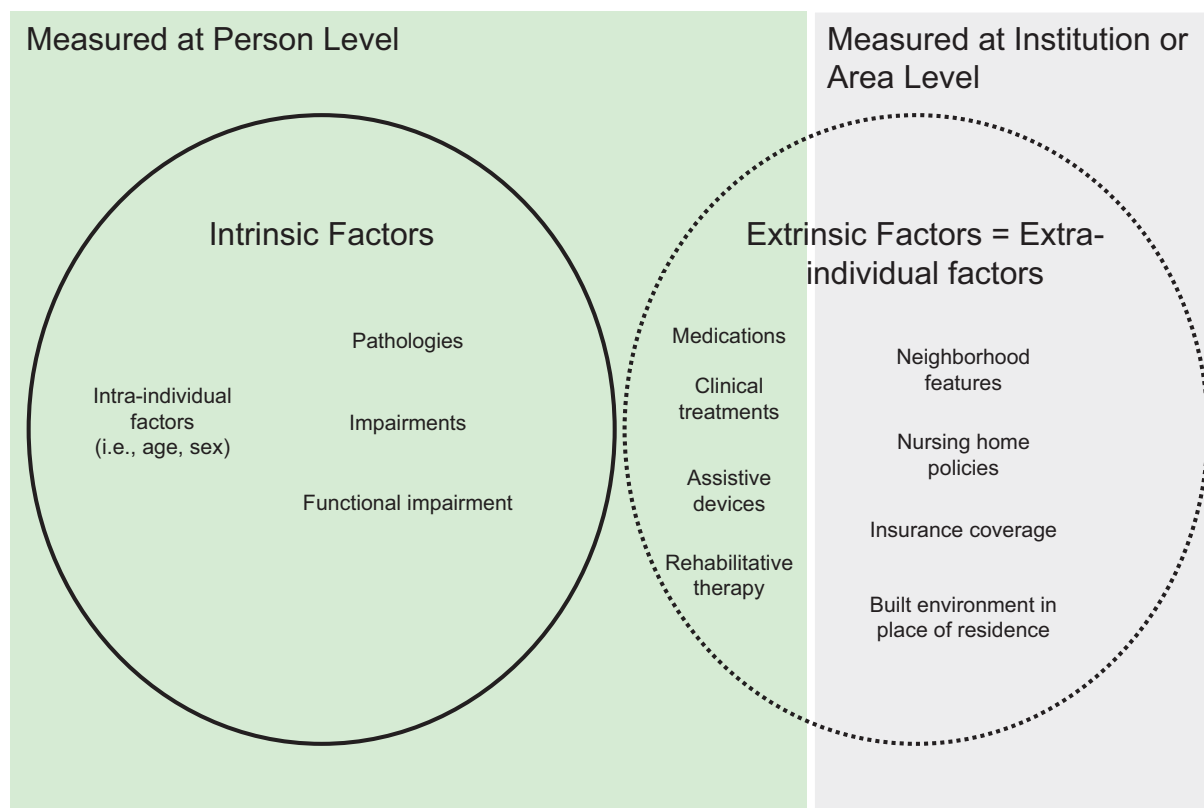 Measured at Person Level
Measured at Institution or
Area Level
Intrinsic Factors
Extrinsic Factors = Extra-
individual factors
Intra-individual
factors
(i.e., age, sex)
Pathologies
Impairments
Functional impairment
Medications
Clinical
treatments
Assistive
devices
Rehabilitative
therapy
Neighborhood
features
Nursing home
policies
Insurance coverage
Built environment in
place of residence